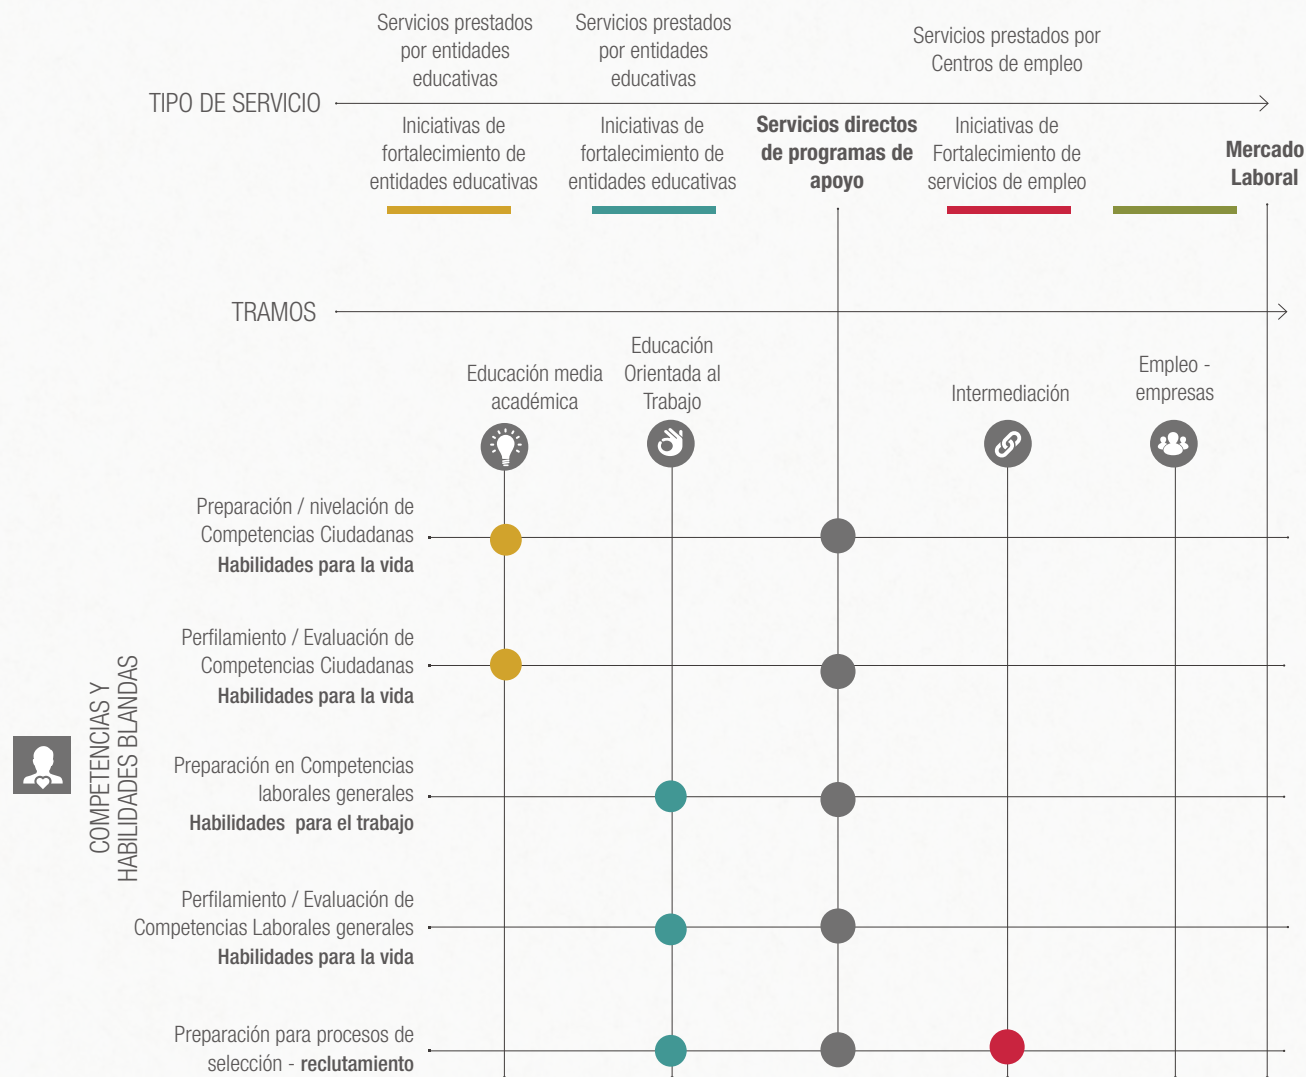 Servicios prestados
por entidades
educativas
Servicios prestados
por entidades
educativas
Servicios prestados por
Centros de empleo
TIPO DE SERVICIO
Iniciativas de
fortalecimiento de
entidades educativas
Iniciativas de
fortalecimiento de
entidades educativas
Servicios directos
de programas de
apoyo
Iniciativas de
Fortalecimiento de
servicios de empleo
Mercado
Laboral
TRAMOS
Educación media
académica
Educación
Orientada al
Trabajo
Intermediación
Empleo -
empresas
COMPETENCIAS Y
HABILIDADES BLANDAS
Preparación / nivelación de
Competencias Ciudadanas
Habilidades para la vida
Perfilamiento / Evaluación de
Competencias Ciudadanas
Habilidades para la vida
Preparación en Competencias
laborales generales
Habilidades para el trabajo
Perfilamiento / Evaluación de
Competencias Laborales generales
Habilidades para la vida
Preparación para procesos de
selección - reclutamiento